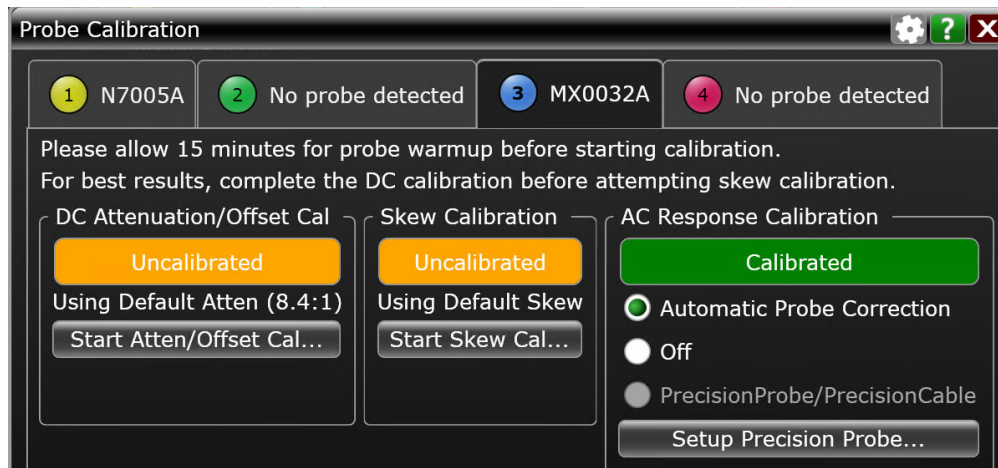 Probe Calibration
?
X
1 N7005A
2 No probe detected
3 MX0032A
4 No probe detected
Please allow 15 minutes for probe warmup before starting calibration.
For best results, complete the DC calibration before attempting skew calibration.
DC Attenuation/Offset Cal
Uncalibrated
Using Default Atten (8.4:1)
Start Atten/Offset Cal...
Skew Calibration
Uncalibrated
Using Default Skew
Start Skew Cal...
AC Response Calibration
Calibrated
Automatic Probe Correction
Off
PrecisionProbe/PrecisionCable
Setup Precision Probe...